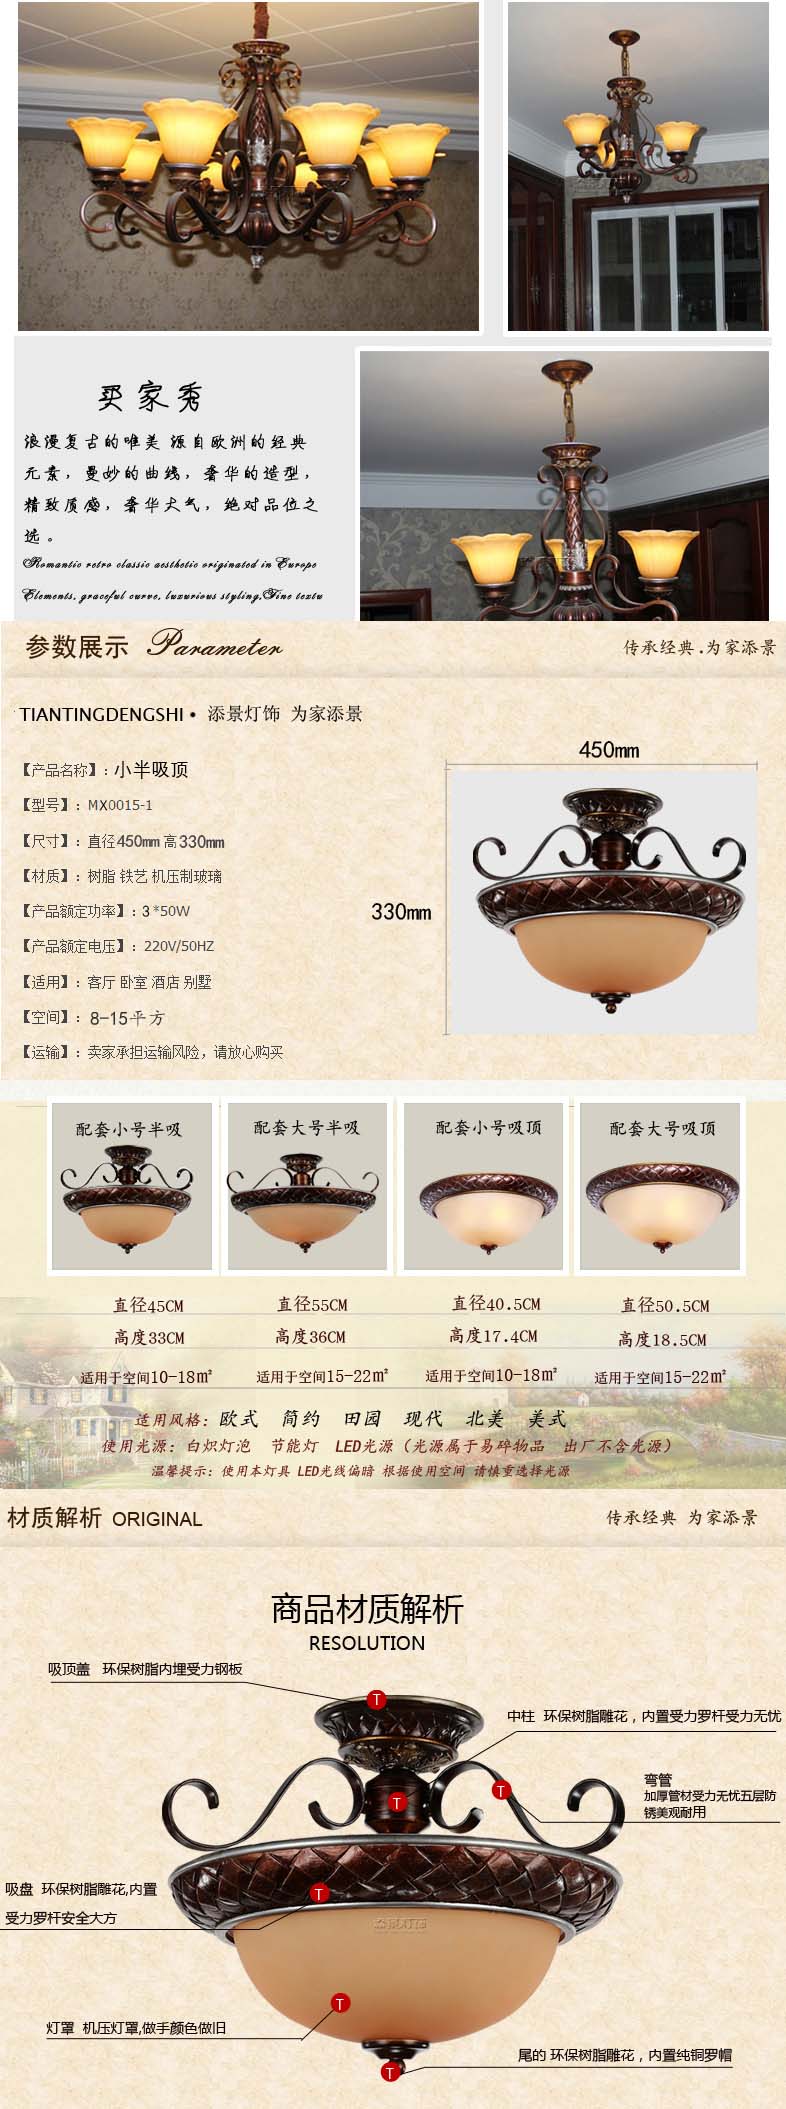 买家秀
浪漫复古的唯美 源自欧洲的经典
元素，曼妙的曲线，奢华的造型，
精致质感，奢华大气，绝对品位之
选。
Romantic retro classic aesthetic originated in Europe
Elements, graceful curve, luxurious styling,Fine textu
参数展示 Parameter
传承经典.为家添景
TIANTINGDENGSHI• 添景灯饰 为家添景
【产品名称】：小半吸顶
【型号】：MX0015-1
【尺寸】：直径450mm 高330mm
【材质】：树脂 铁艺 机压制玻璃
【产品额定功率】：3 *50W
【产品额定电压】：220V/50HZ
【适用】：客厅 卧室 酒店 别墅
【空间】：8-15平方
【运输】：卖家承担运输风险，请放心购买
450mm
330mm
配套小号半吸 配套大号半吸 配套小号吸顶 配套大号吸顶
直径45CM 直径55CM 直径40.5CM 直径50.5CM
高度33CM 高度36CM 高度17.4CM 高度18.5CM
适用于空间10-18㎡ 适用于空间15-22㎡ 适用于空间10-18㎡ 适用于空间15-22㎡
适用风格：欧式 简约 田园 现代 北美 美式
使用光源：白炽灯泡 节能灯 LED光源（光源属于易碎物品 出厂不含光源）
温馨提示：使用本灯具 LED光线偏暗 根据使用空间 请慎重选择光源
材质解析 ORIGINAL
传承经典 为家添景
商品材质解析
RESOLUTION
吸顶盖 环保树脂内埋受力钢板
T
中柱 环保树脂雕花，内置受力罗杆受力无忧
T
弯管
加厚管材受力无忧五层防
锈美观耐用
T
吸盘 环保树脂雕花,内置
受力罗杆安全大方
T
添景灯饰
灯罩 机压灯罩,做手颜色做旧
T
尾的 环保树脂雕花，内置纯铜罗帽
T